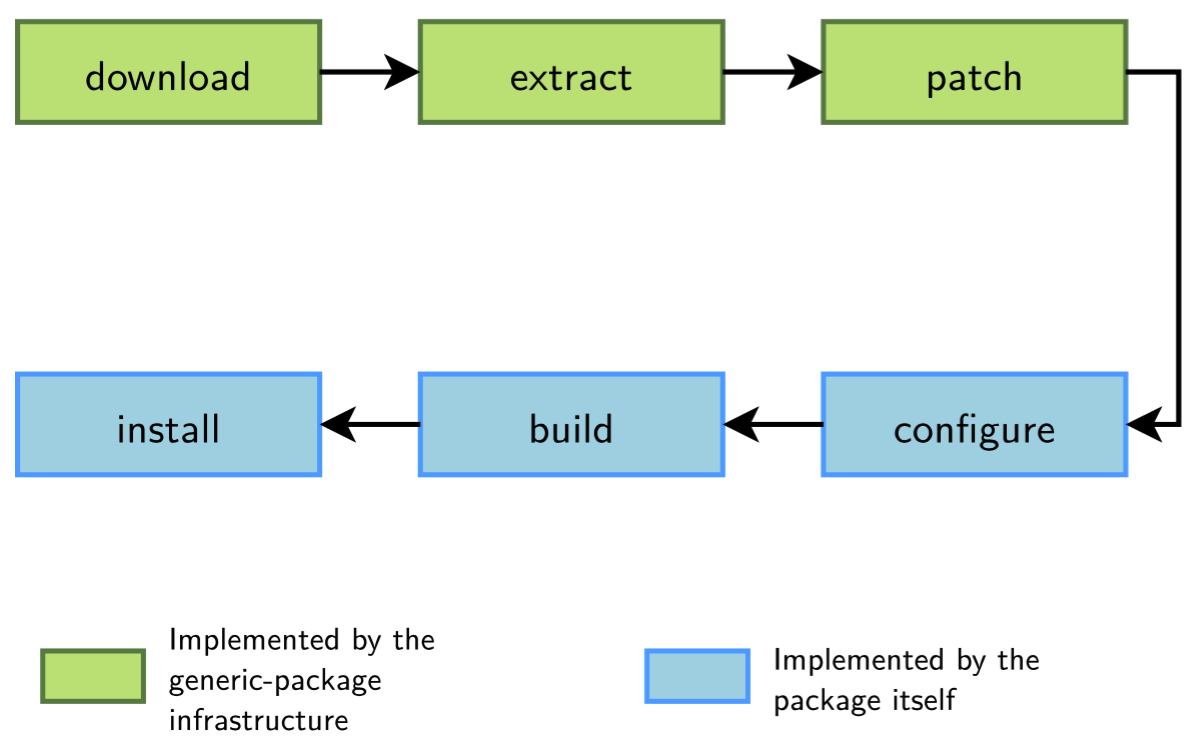 download
extract
patch
install
build
configure
Implemented by the
generic-package
infrastructure
Implemented by the
package itself